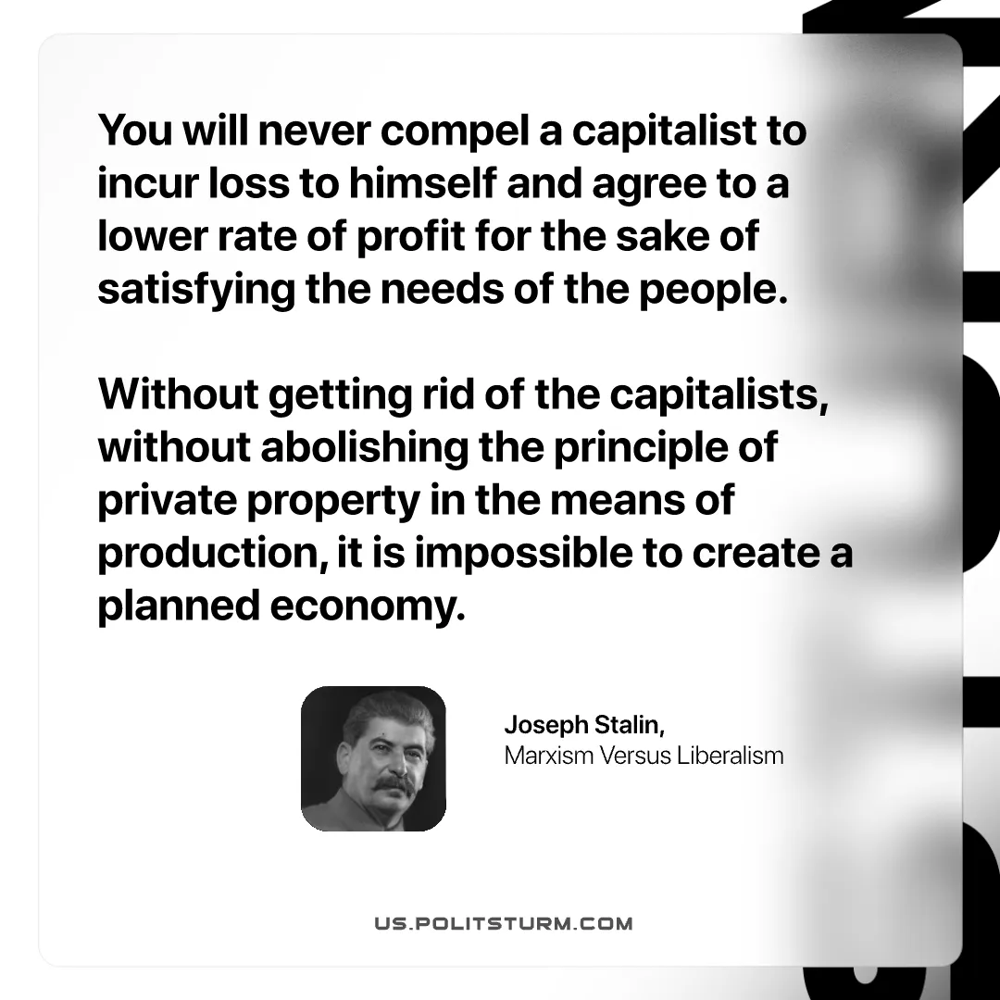 You will never compel a capitalist to
incur loss to himself and agree to a
lower rate of profit for the sake of
satisfying the needs of the people.
Without getting rid of the capitalists,
without abolishing the principle of
private property in the means of
production, it is impossible to create a
planned economy.
Joseph Stalin,
Marxism Versus Liberalism
US.POLITSTURM.COM